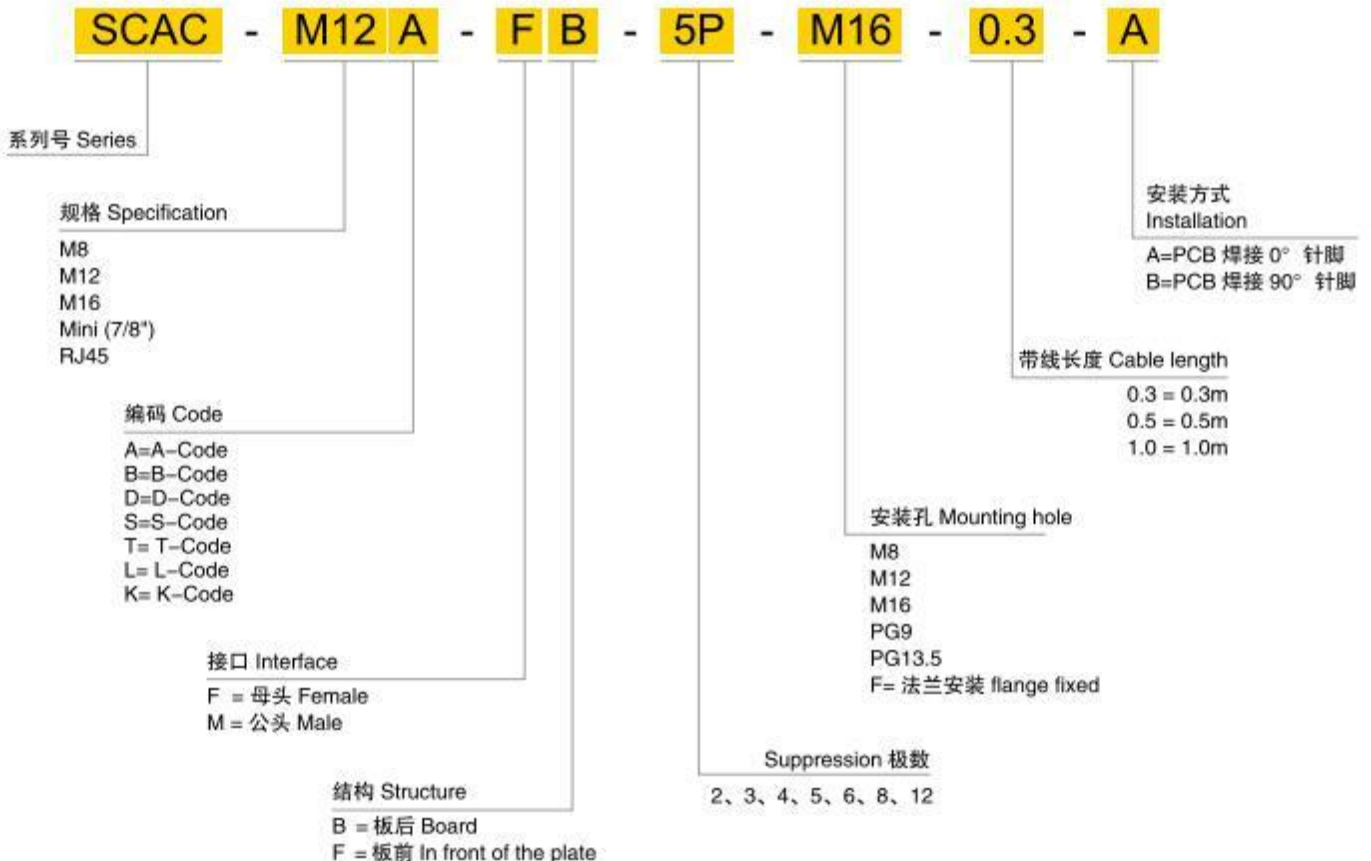 SCAC - M12 A - F B - 5P - M16 - 0.3 - A
系列号 Series
规格 Specification
M8
M12
M16
Mini (7/8")
RJ45
编码 Code
A=A-Code
B=B-Code
D=D-Code
S=S-Code
T= T-Code
L= L-Code
K= K-Code
接口 Interface
F = 母头 Female
M = 公头 Male
结构 Structure
B = 板后 Board
F = 板前 In front of the plate
Suppression 极数
2、3、4、5、6、8、12
安装孔 Mounting hole
M8
M12
M16
PG9
PG13.5
F= 法兰安装 flange fixed
带线长度 Cable length
0.3 = 0.3m
0.5 = 0.5m
1.0 = 1.0m
安装方式
Installation
A=PCB 焊接 0° 针脚
B=PCB 焊接 90° 针脚